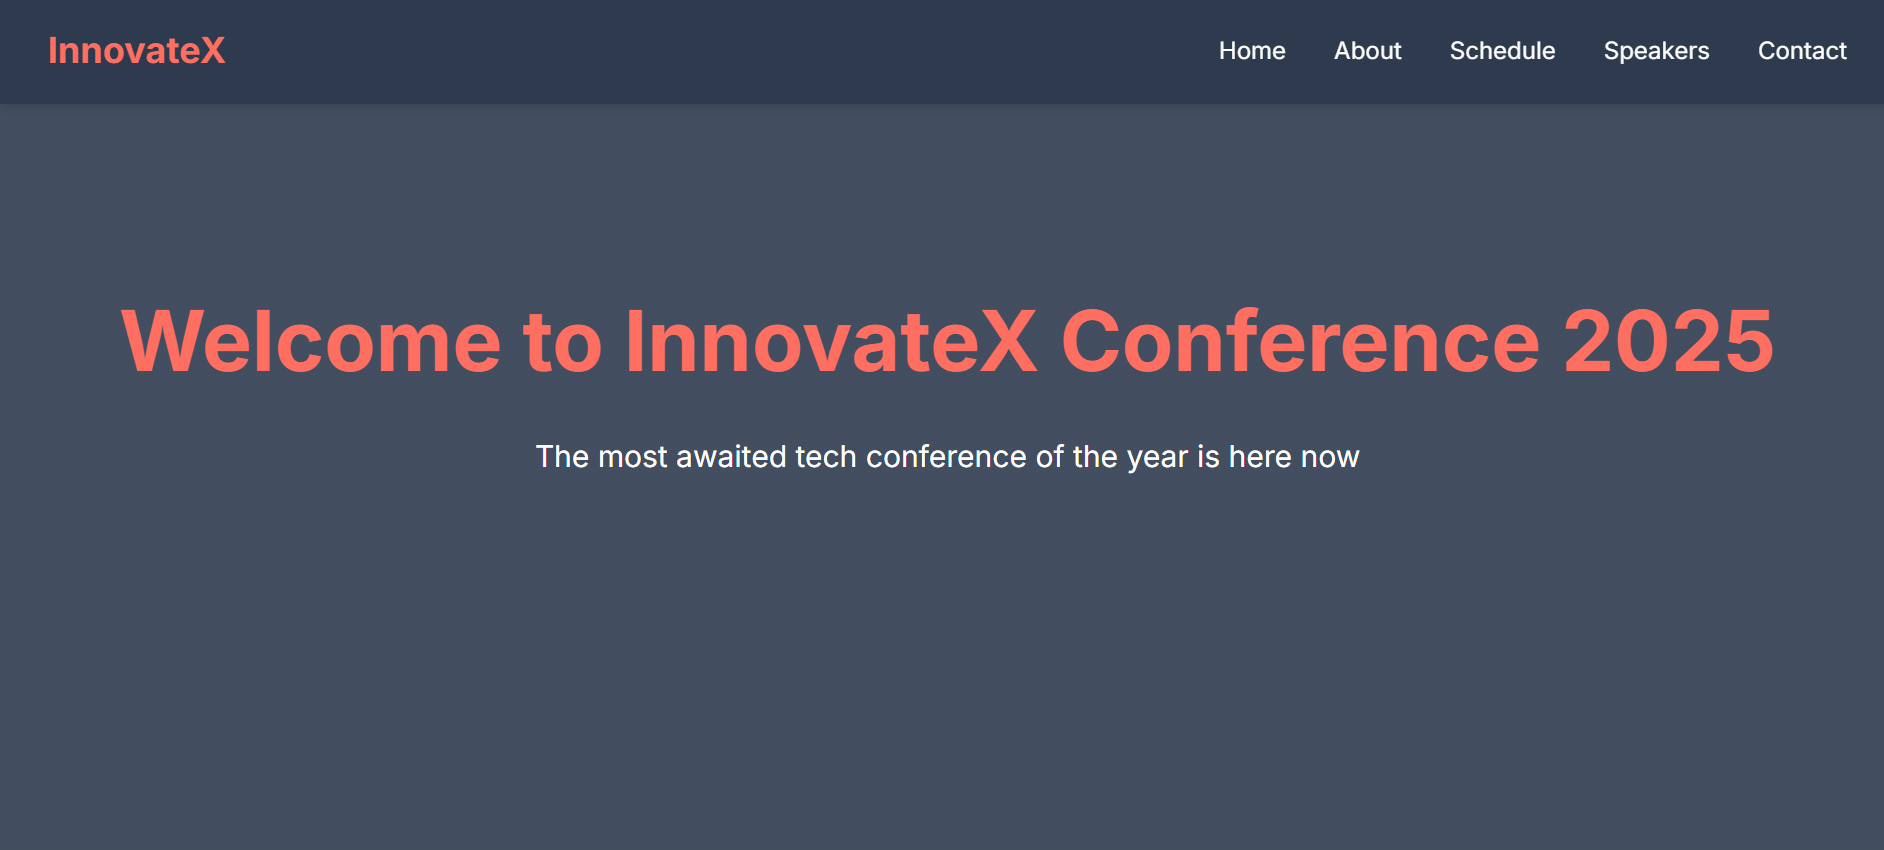 InnovateX
Home About Schedule Speakers Contact
Welcome to InnovateX Conference 2025
The most awaited tech conference of the year is here now